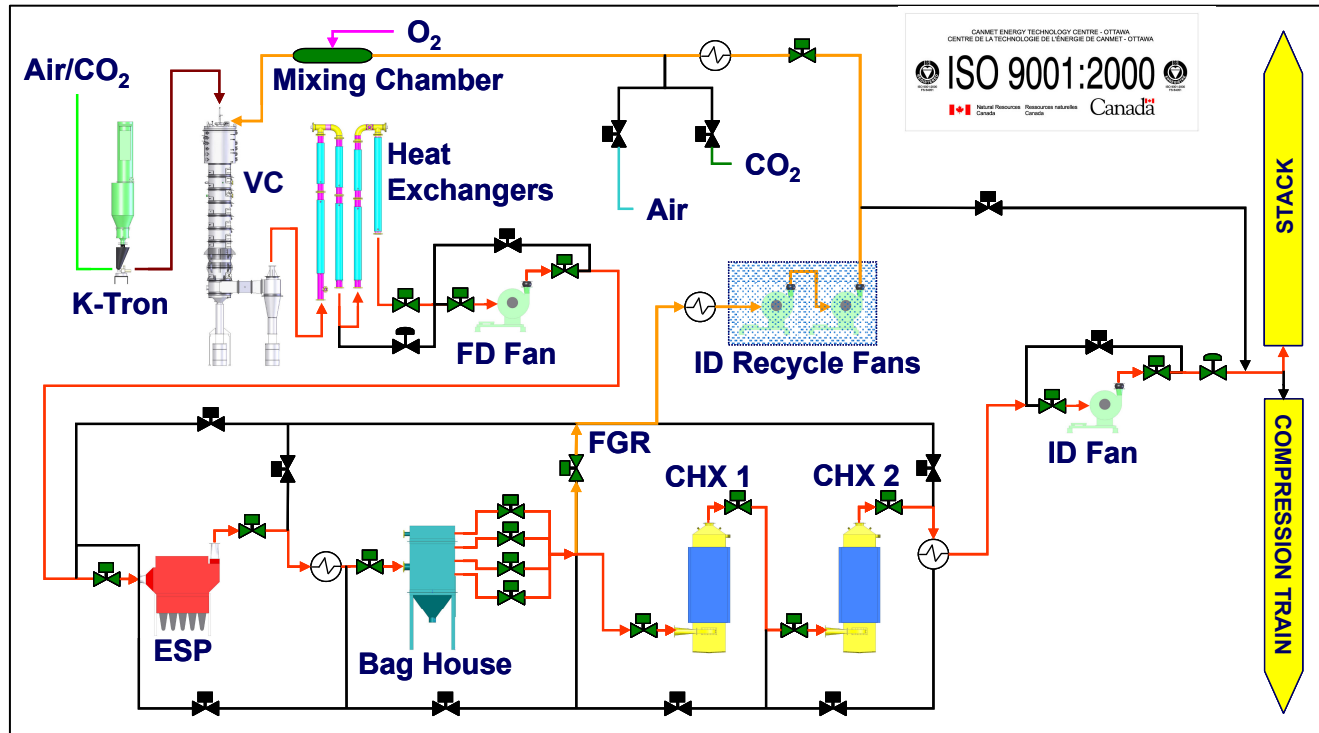 O₂
Air/CO₂
Mixing Chamber
CANMET ENERGY TECHNOLOGY CENTRE - OTTAWA
CENTRE DE LA TECHNOLOGIE DE L'ÉNERGIE DE CANMET - OTTAWA
ISO 9001:2000
Natural Resources
Canada
Ressources naturelles
Canada
Canada
Heat
Exchangers
VC
CO₂
Air
STACK
K-Tron
FD Fan
ID Recycle Fans
FGR
CHX 1
CHX 2
ID Fan
COMPRESSION TRAIN
ESP
Bag House